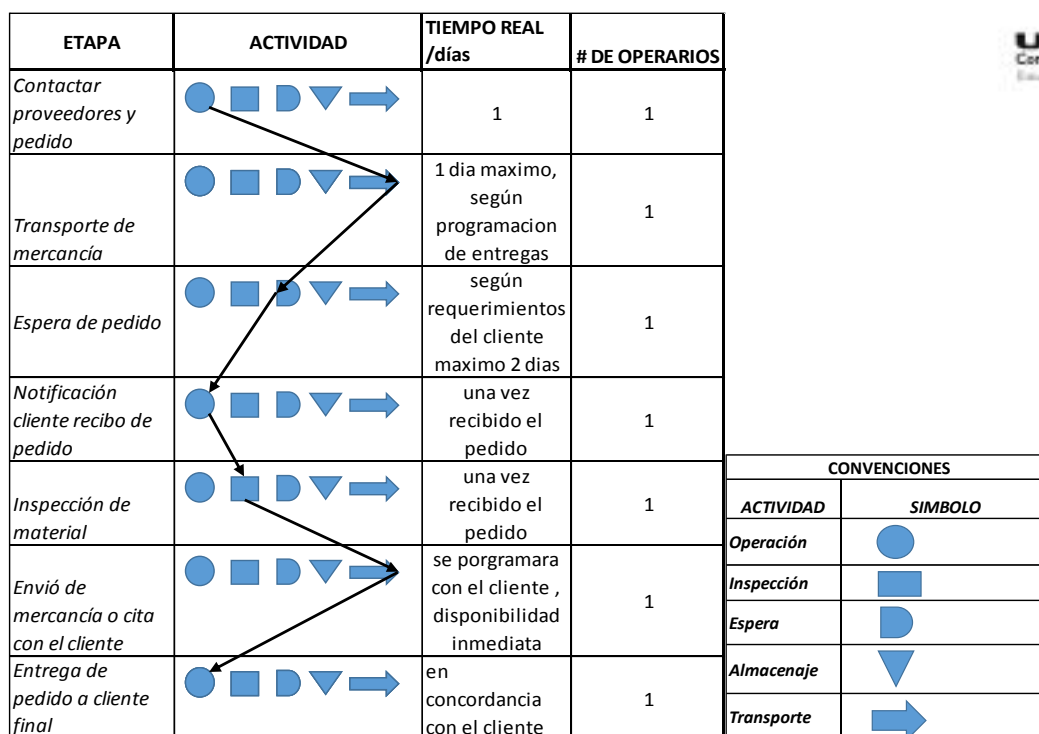 ETAPA
ACTIVIDAD
TIEMPO REAL
/días
# DE OPERARIOS
Contactar
proveedores y
pedido
1
1
Transporte de
mercancía
1 dia maximo,
según
programacion
de entregas
1
Espera de pedido
según
requerimientos
del cliente
maximo 2 dias
1
Notificación
cliente recibo de
pedido
una vez
recibido el
pedido
1
Inspección de
material
una vez
recibido el
pedido
1
Envió de
mercancía o cita
con el cliente
se porgramara
con el cliente ,
disponibilidad
inmediata
1
Entrega de
pedido a cliente
final
en
concordancia
con el cliente
1
CONVENCIONES
ACTIVIDAD
SIMBOLO
Operación
Inspección
Espera
Almacenaje
Transporte